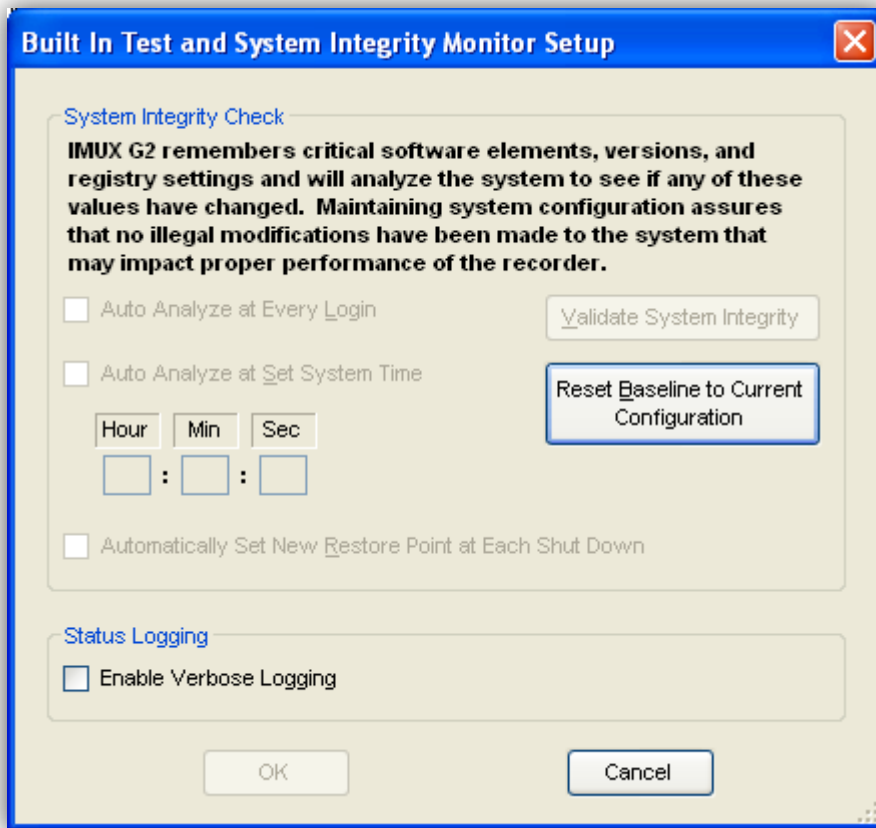 Built In Test and System Integrity Monitor Setup
System Integrity Check
IMUX G2 remembers critical software elements, versions, and
registry settings and will analyze the system to see if any of these
values have changed.  Maintaining system configuration assures
that no illegal modifications have been made to the system that
may impact proper performance of the recorder.
Auto Analyze at Every Login
Validate System Integrity
Auto Analyze at Set System Time
Reset Baseline to Current
Configuration
Hour Min Sec
: :
Automatically Set New Restore Point at Each Shut Down
Status Logging
Enable Verbose Logging
OK Cancel